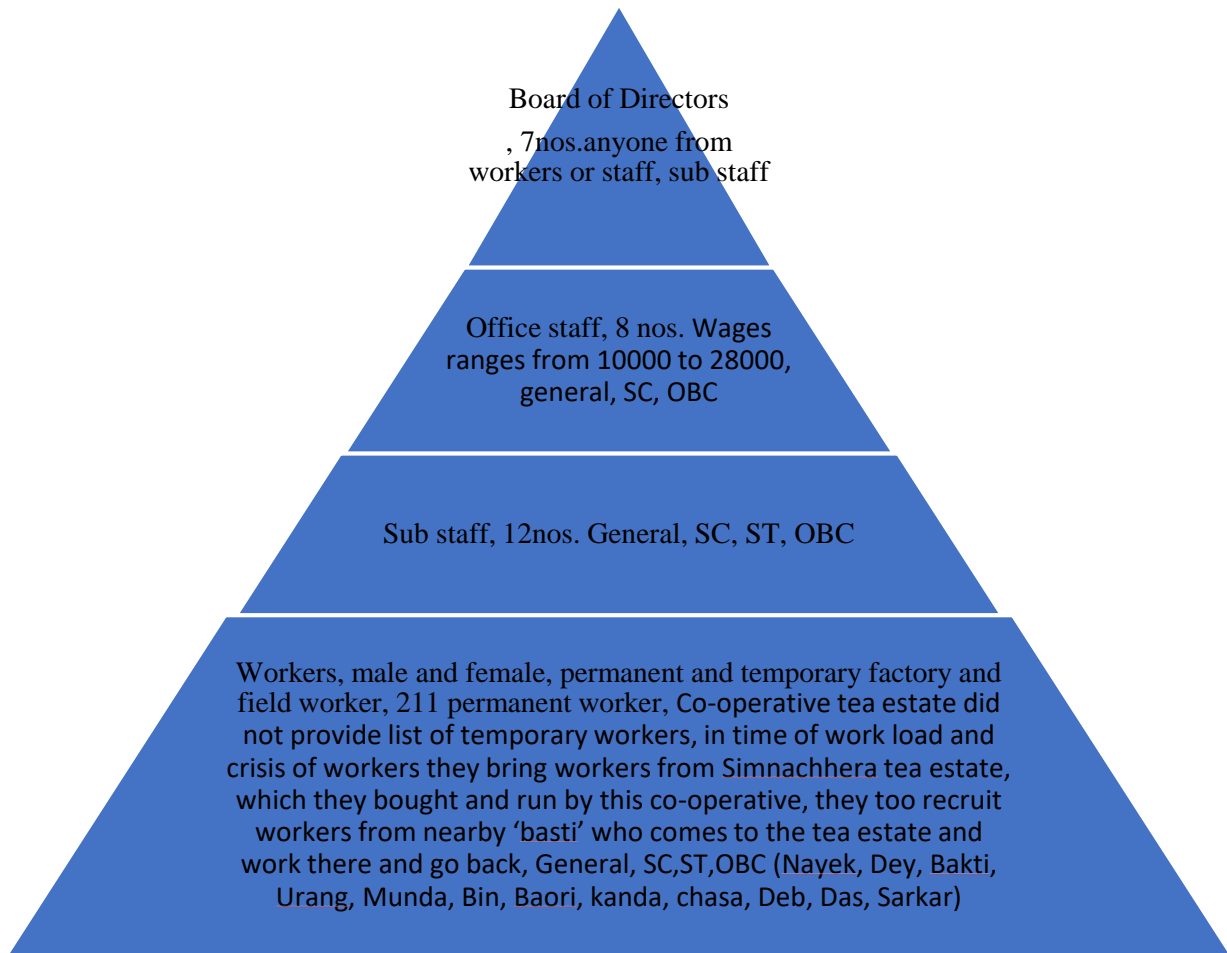 Board of Directors
, 7nos.anyone from
workers or staff, sub staff
Office staff, 8 nos. Wages
ranges from 10000 to 28000,
general, SC, OBC
Sub staff, 12nos. General, SC, ST, OBC
Workers, male and female, permanent and temporary factory and
field worker, 211 permanent worker, Co-operative tea estate did
not provide list of temporary workers, in time of work load and
crisis of workers they bring workers from Simnachhera tea estate,
which they bought and run by this co-operative, they too recruit
workers from nearby ‘basti’ who comes to the tea estate and
work there and go back, General, SC,ST,OBC (Nayek, Dey, Bakti,
Urang, Munda, Bin, Baori, kanda, chasa, Deb, Das, Sarkar)